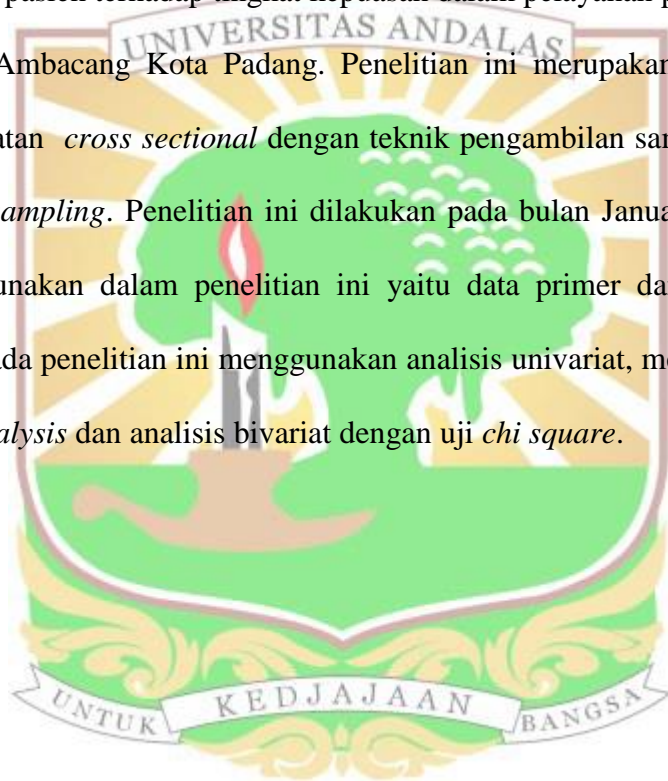 pasien terhadap tingkat kepuasan dalam pelayanan p
UNIVERSITAS ANDALAS
Ambacang Kota Padang. Penelitian ini merupakan
atan cross sectional dengan teknik pengambilan sa
ampling. Penelitian ini dilakukan pada bulan Janua
unakan dalam penelitian ini yaitu data primer da
ada penelitian ini menggunakan analisis univariat, m
alysis dan analisis bivariat dengan uji chi square.
UNTUK KEDJAJAAN BANGSA